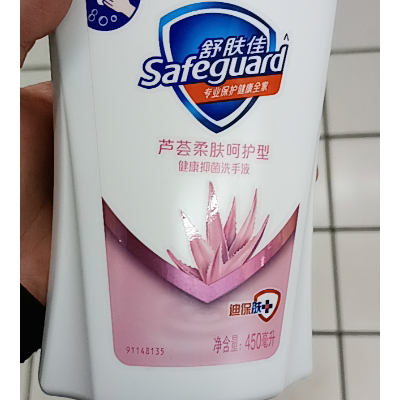 舒肤佳
Safeguard
专业保护健康全家
芦荟柔肤呵护型
健康抑菌洗手液
迪保肤
净含量：450毫升
91148135